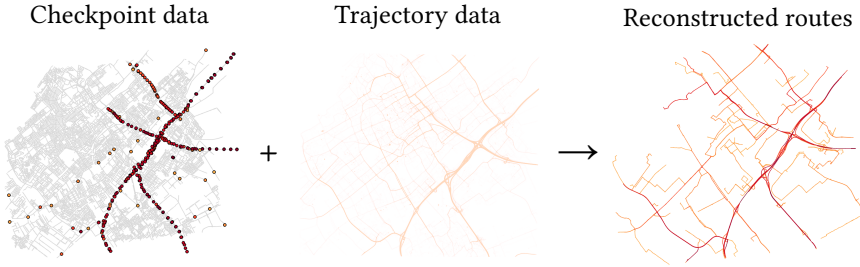 Checkpoint data
Trajectory data
Reconstructed routes
+
→